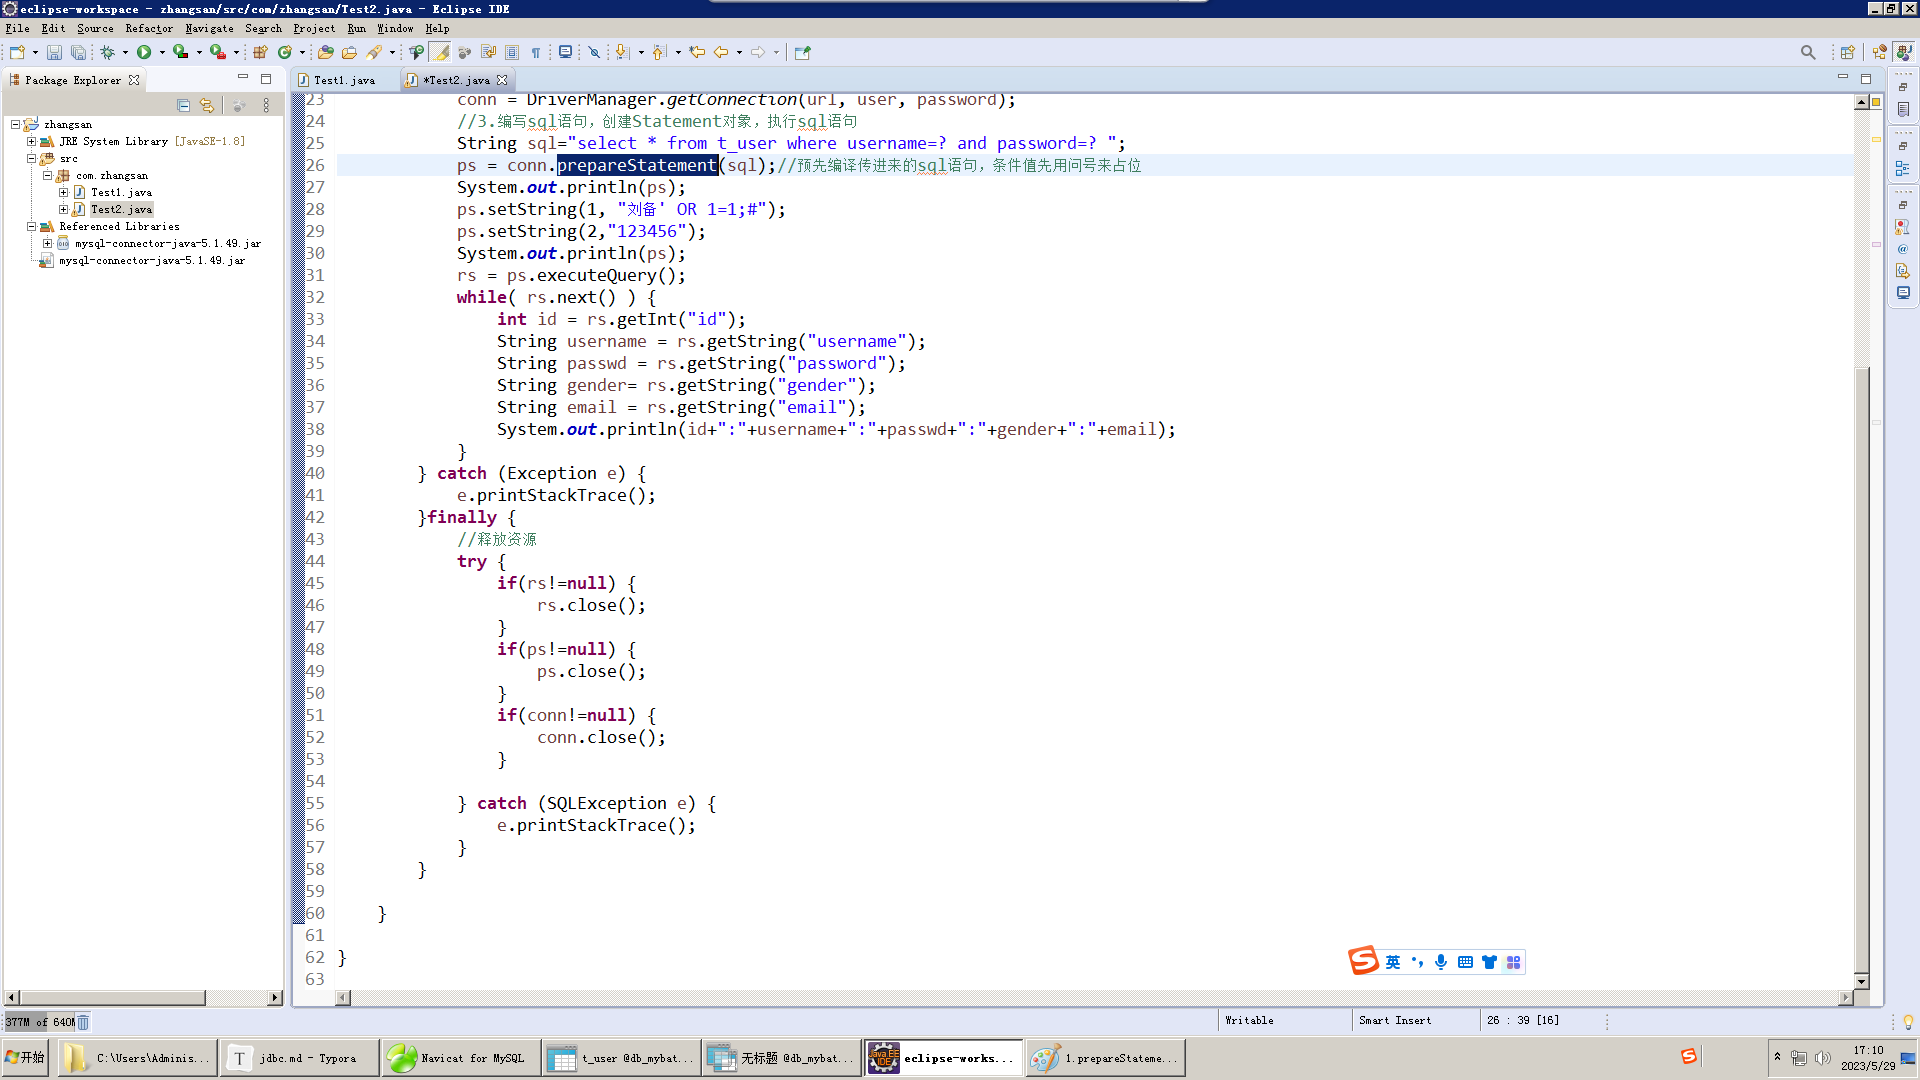 eclipse-workspace - zhangsan/src/com/zhangsan/Test2.java - Eclipse IDE
File Edit Source Refactor Navigate Search Project Run Window Help
Package Explorer
Test1.java
*Test2.java
zhangsan
JRE System Library [JavaSE-1.8]
src
com.zhangsan
Test1.java
Test2.java
Referenced Libraries
mysql-connector-java-5.1.49.jar
mysql-connector-java-5.1.49.jar
23 conn = DriverManager.getConnection(url, user, password);
24 //3.编写sql语句，创建Statement对象，执行sql语句
25 String sql="select * from t_user where username=? and password=? ";
26 ps = conn.prepareStatement(sql);//预先编译传进来的sql语句，条件值先用问号来占位
27 System.out.println(ps);
28 ps.setString(1, "刘备' OR 1=1;#");
29 ps.setString(2,"123456");
30 System.out.println(ps);
31 rs = ps.executeQuery();
32 while( rs.next() ) {
33 int id = rs.getInt("id");
34 String username = rs.getString("username");
35 String passwd = rs.getString("password");
36 String gender= rs.getString("gender");
37 String email = rs.getString("email");
38 System.out.println(id+":"+username+":"+passwd+":"+gender+":"+email);
39 }
40 } catch (Exception e) {
41 e.printStackTrace();
42 }finally {
43 //释放资源
44 try {
45 if(rs!=null) {
46 rs.close();
47 }
48 if(ps!=null) {
49 ps.close();
50 }
51 if(conn!=null) {
52 conn.close();
53 }
54
55 } catch (SQLException e) {
56 e.printStackTrace();
57 }
58 }
59
60 }
61
62 }
63
英
377M of 640M
Writable
Smart Insert
26 : 39 [16]
开始
C:\Users\Adminis...
jdbc.md - Typora
Navicat for MySQL
t_user @db_mybat...
无标题 @db_mybat...
eclipse-works...
1.prepareStateme...
17:10
2023/5/29